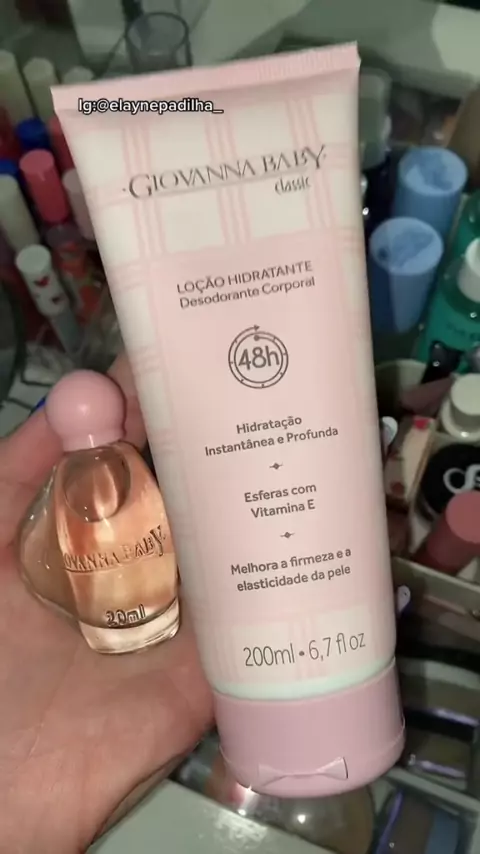 Ig:@elaynepadilha_
GIOVANNA BABY
classic
LOÇÃO HIDRATANTE
Desodorante Corporal
48h
Hidratação
Instantânea e Profunda
Esferas com
Vitamina E
Melhora a firmeza e a
elasticidade da pele
200ml • 6,7 fl oz
GIOVANNA BABY
20ml